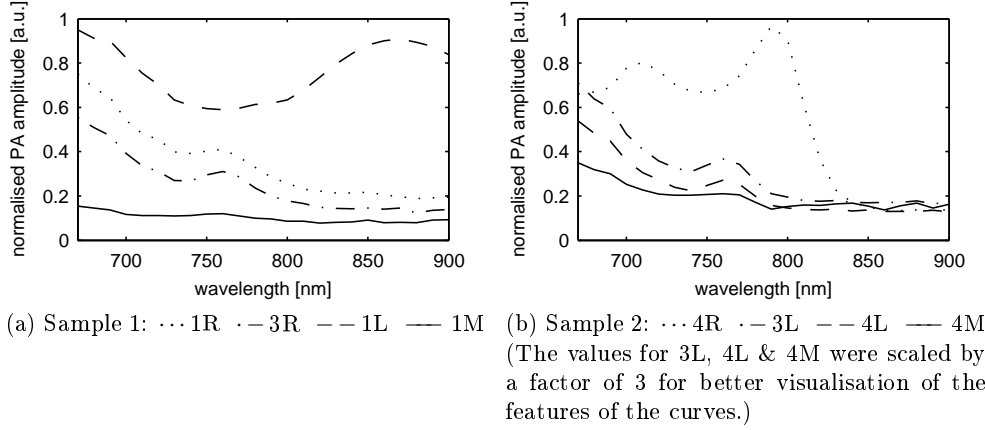 normalised PA amplitude [a.u.]
1
0.8
0.6
0.4
0.2
0
700 750 800 850 900
wavelength [nm]
(a) Sample 1: ··· 1R ·− 3R −− 1L — 1M
normalised PA amplitude [a.u.]
1
0.8
0.6
0.4
0.2
0
700 750 800 850 900
wavelength [nm]
(b) Sample 2: ··· 4R ·− 3L −− 4L — 4M
(The values for 3L, 4L & 4M were scaled by
a factor of 3 for better visualisation of the
features of the curves.)